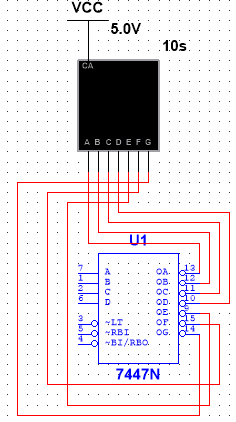 VCC
5.0V
10s
CA
A B C D E F G
U1
7 A OA 13
1 B OB 12
2 C OC 11
6 D OD 10
OE 9
3 ~LT OF 15
5 ~RBI OG 14
4 ~BI/RBO
7447N